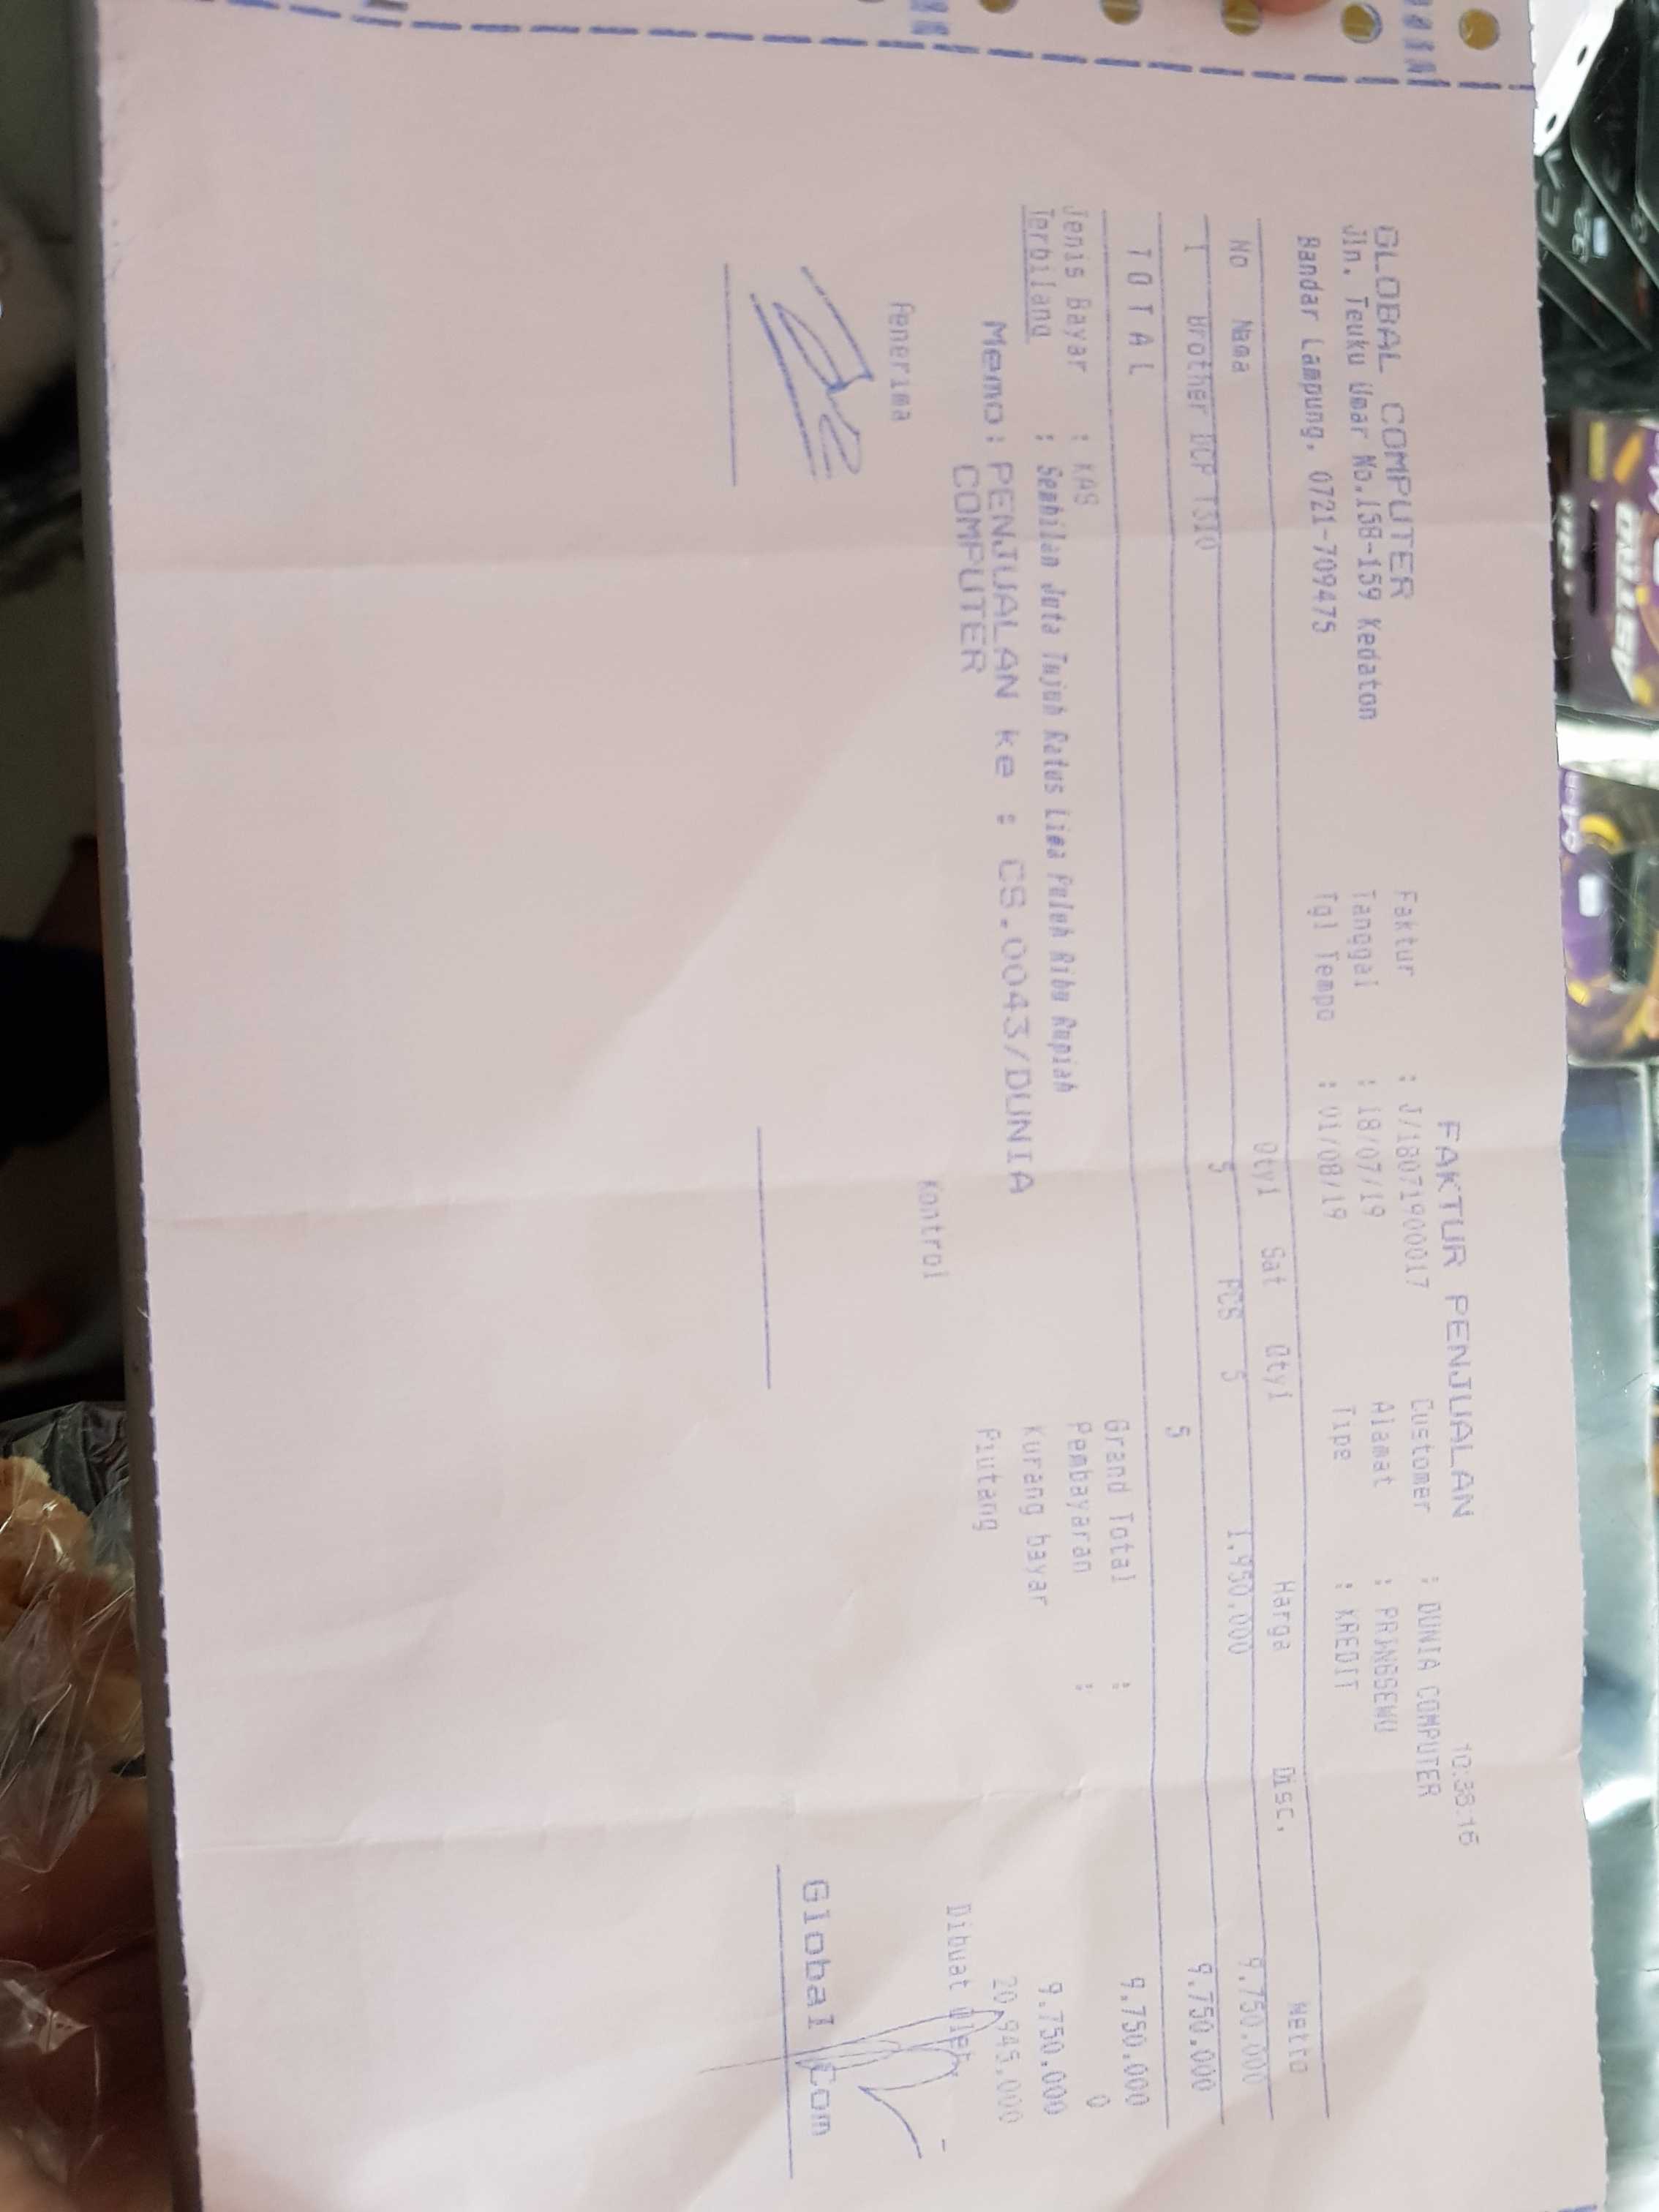 FAKTUR PENJUALAN 10:38:16
GLOBAL COMPUTER Faktur : J/18071900017 Customer : DUNIA COMPUTER
Jln. Teuku Umar No.158-159 Kedaton Tanggal : 18/07/19 Alamat : PRINGSEWU
Bandar Lampung, 0721-709475 Tgl Tempo : 01/08/19 Tipe : KREDIT
No Nama Qty1 Sat Qty1 Harga Disc. Netto
1 Brother DCP T310 5 PCS 5 1.950.000 9.750.000
T O T A L 5 9.750.000
Jenis Bayar : KAS Grand Total : 9.750.000
Terbilang : Sembilan Juta Tujuh Ratus Lima Puluh Ribu Rupiah Pembayaran : 0
Memo: PENJUALAN ke : CS.0043/DUNIA Kurang bayar 9.750.000
COMPUTER Piutang 20.945.000
Penerima Kontrol Dibuat Oleh
Global Com